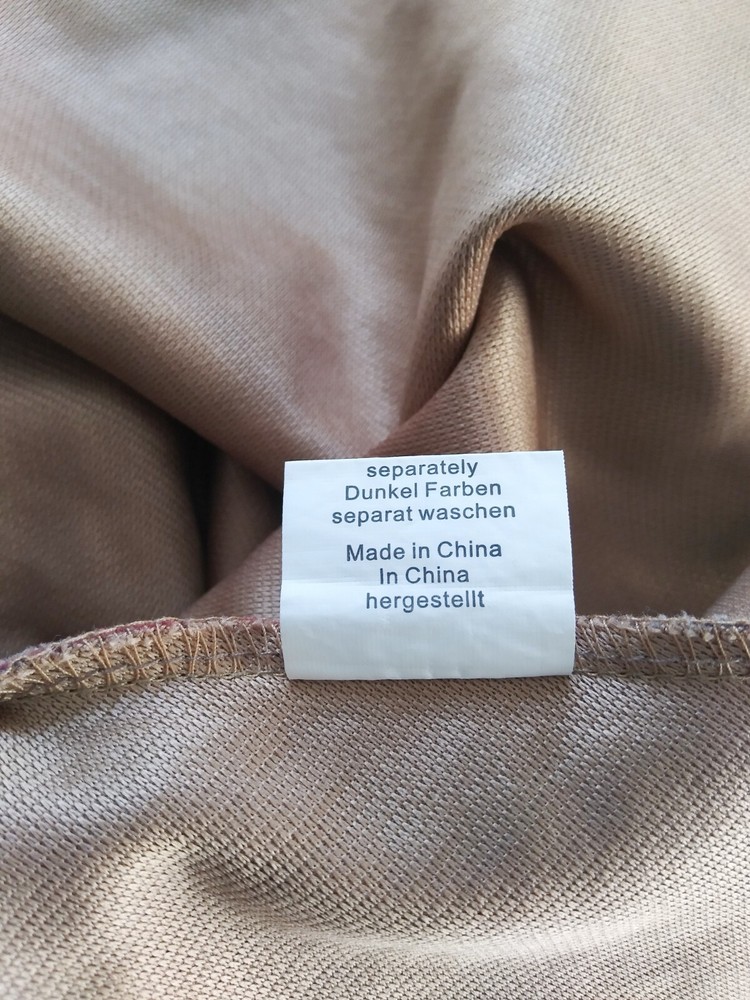 separately
Dunkel Farben
separat waschen
Made in China
In China
hergestellt